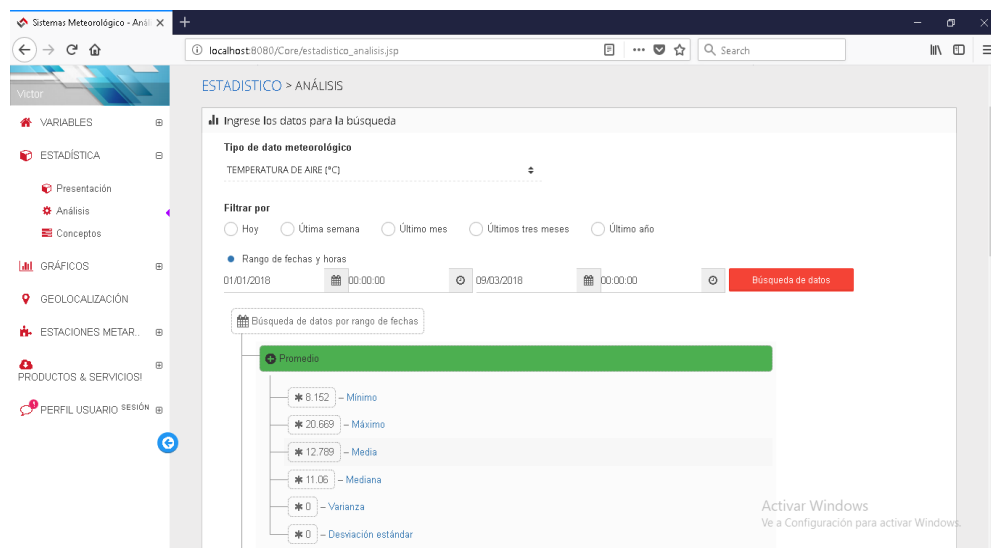 Sistemas Meteorológico - Anál
localhost:8080/Core/estadistico_analisis.jsp
Search
Victor
VARIABLES
ESTADÍSTICA
Presentación
Análisis
Conceptos
GRÁFICOS
GEOLOCALIZACIÓN
ESTACIONES METAR..
PRODUCTOS & SERVICIOS!
1
PERFIL USUARIO SESIÓN
ESTADISTICO > ANÁLISIS
Ingrese los datos para la búsqueda
Tipo de dato meteorológico
TEMPERATURA DE AIRE (°C)
Filtrar por
Hoy Útima semana Último mes Últimos tres meses Último año
Rango de fechas y horas
01/01/2018 00:00:00 09/03/2018 00:00:00 Búsqueda de datos
Búsqueda de datos por rango de fechas
Promedio
8.152 – Mínimo
20.669 – Máximo
12.789 – Media
11.06 – Mediana
0 – Varianza
0 – Desviación estándar
Activar Windows
Ve a Configuración para activar Windows.